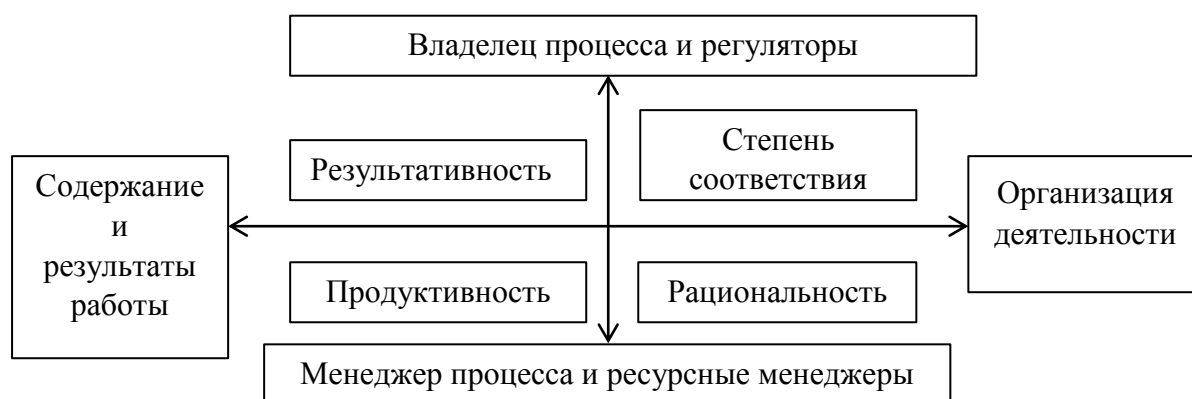 Владелец процесса и регуляторы
Результативность
Степень
соответствия
Содержание
и
результаты
работы
Организация
деятельности
Продуктивность
Рациональность
Менеджер процесса и ресурсные менеджеры